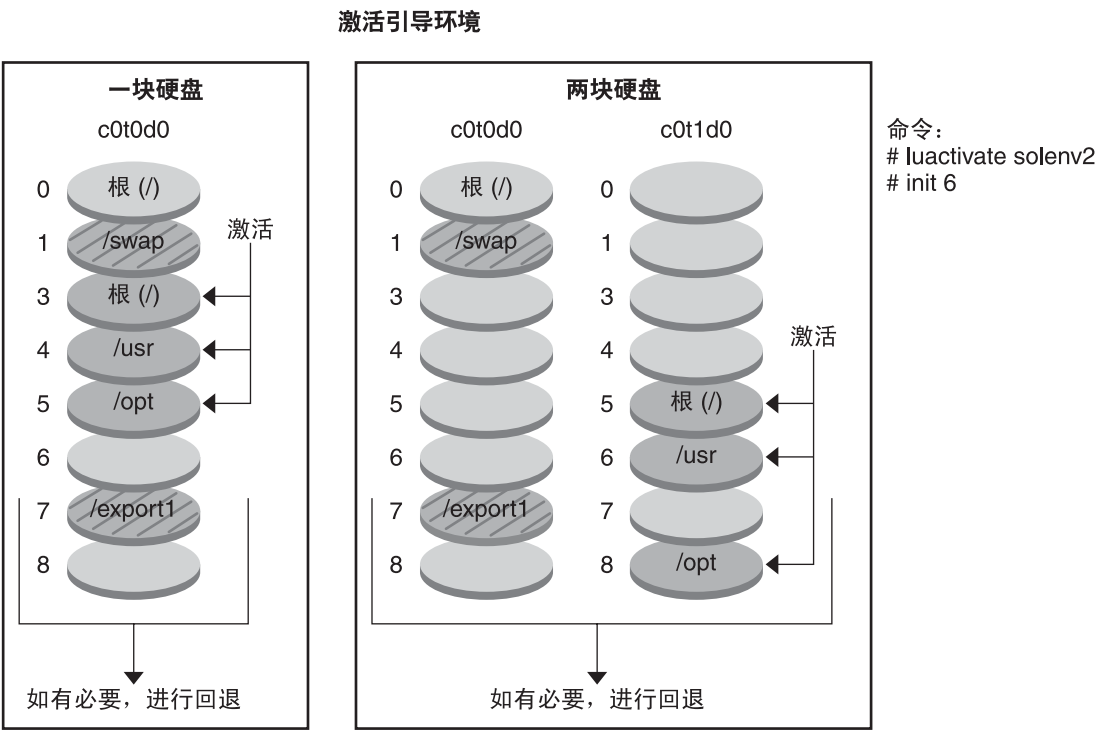 激活引导环境
一块硬盘
c0t0d0
0 根 (/)
1 /swap
激活
3 根 (/)
4 /usr
5 /opt
6
7 /export1
8
如有必要，进行回退
两块硬盘
c0t0d0 c0t1d0
0 根 (/) 0
1 /swap 1
3 3
激活
4 4
5 5 根 (/)
6 6 /usr
7 /export1 7
8 8 /opt
如有必要，进行回退
命令：
# luactivate solenv2
# init 6